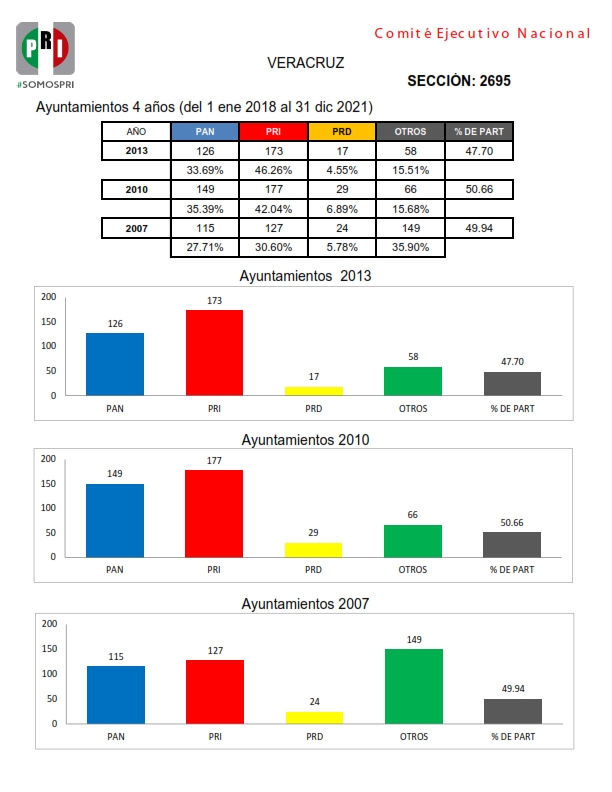 Comité Ejecutivo Nacional
PRI
#SOMOSPRI
VERACRUZ
SECCIÓN: 2695
Ayuntamientos 4 años (del 1 ene 2018 al 31 dic 2021)
AÑO PAN PRI PRD OTROS % DE PART
2013 126 173 17 58 47.70
33.69% 46.26% 4.55% 15.51%
2010 149 177 29 66 50.66
35.39% 42.04% 6.89% 15.68%
2007 115 127 24 149 49.94
27.71% 30.60% 5.78% 35.90%
Ayuntamientos 2013
200
150
100
50
0
126 173 17 58 47.70
PAN PRI PRD OTROS % DE PART
Ayuntamientos 2010
200
150
100
50
0
149 177 29 66 50.66
PAN PRI PRD OTROS % DE PART
Ayuntamientos 2007
200
150
100
50
0
115 127 24 149 49.94
PAN PRI PRD OTROS % DE PART